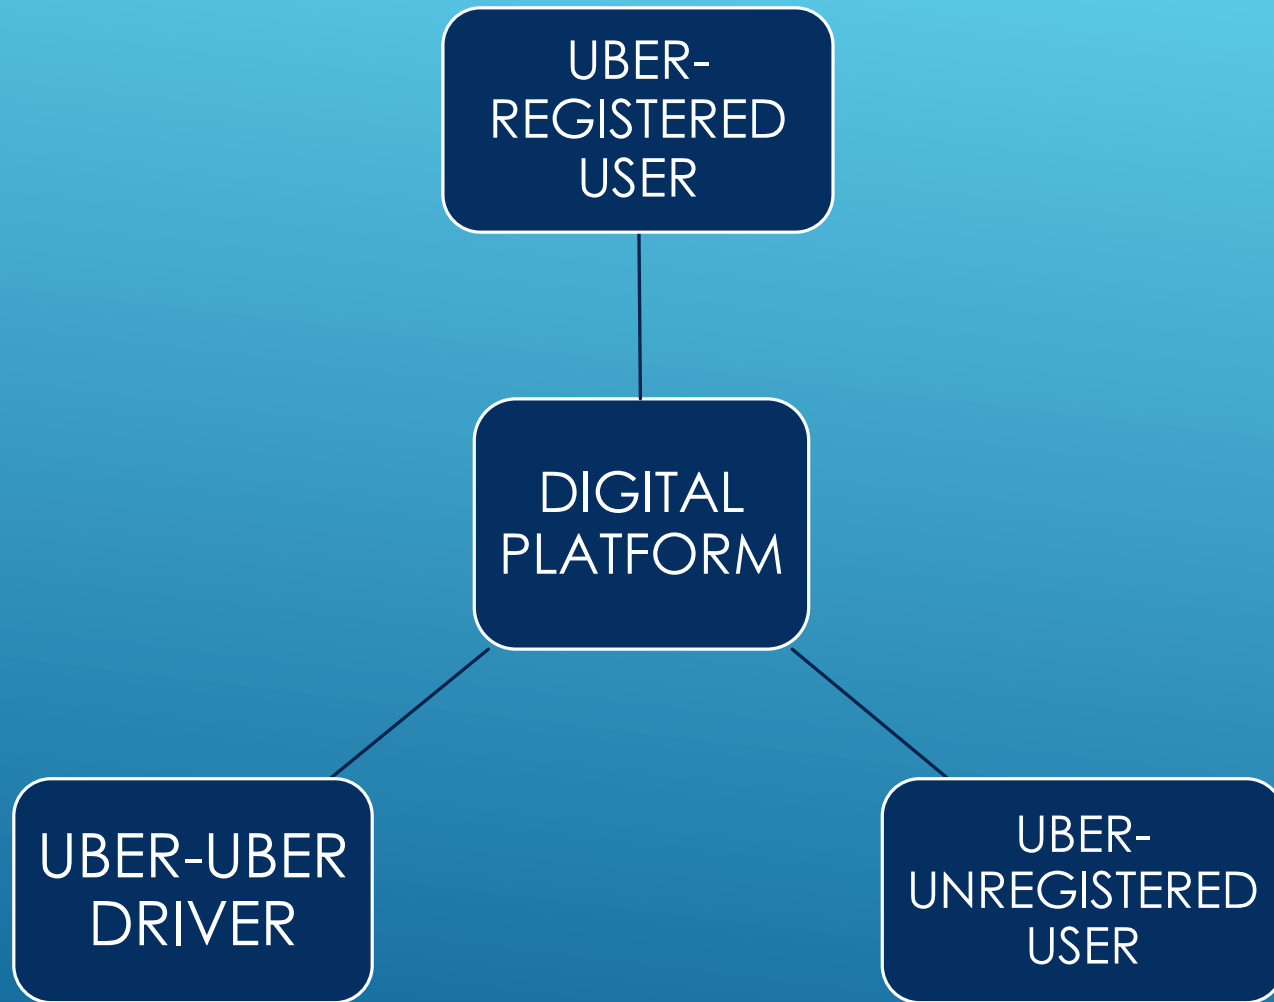 UBER-
REGISTERED
USER
DIGITAL
PLATFORM
UBER-UBER
DRIVER
UBER-
UNREGISTERED
USER